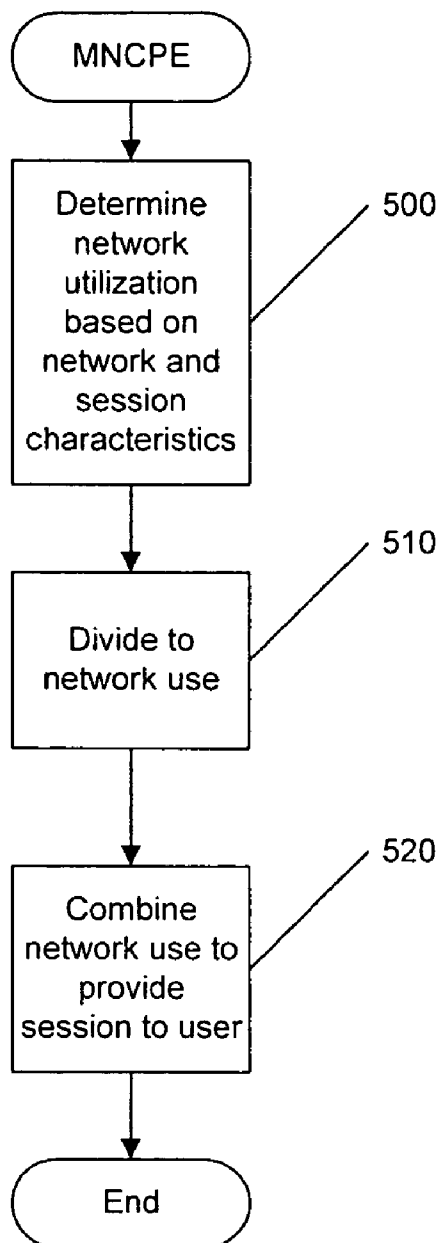 MNCPE
Determine
network
utilization
based on
network and
session
characteristics
500
Divide to
network use
510
Combine
network use to
provide
session to user
520
End